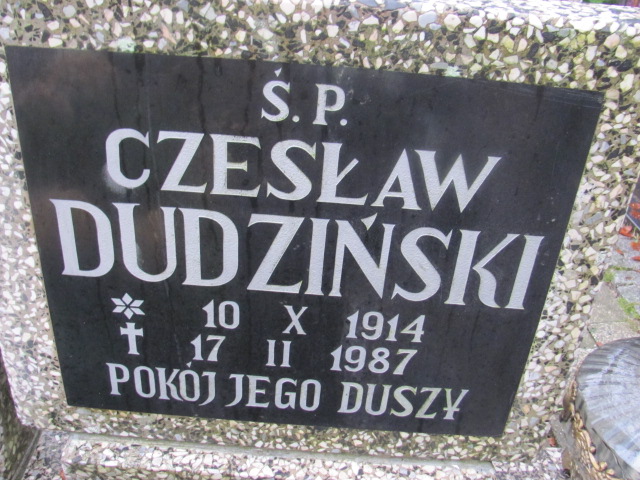 Ś. P.
CZESŁAW
DUDZIŃSKI
* 10 X 1914
✝ 17 II 1987
POKÓJ JEGO DUSZY